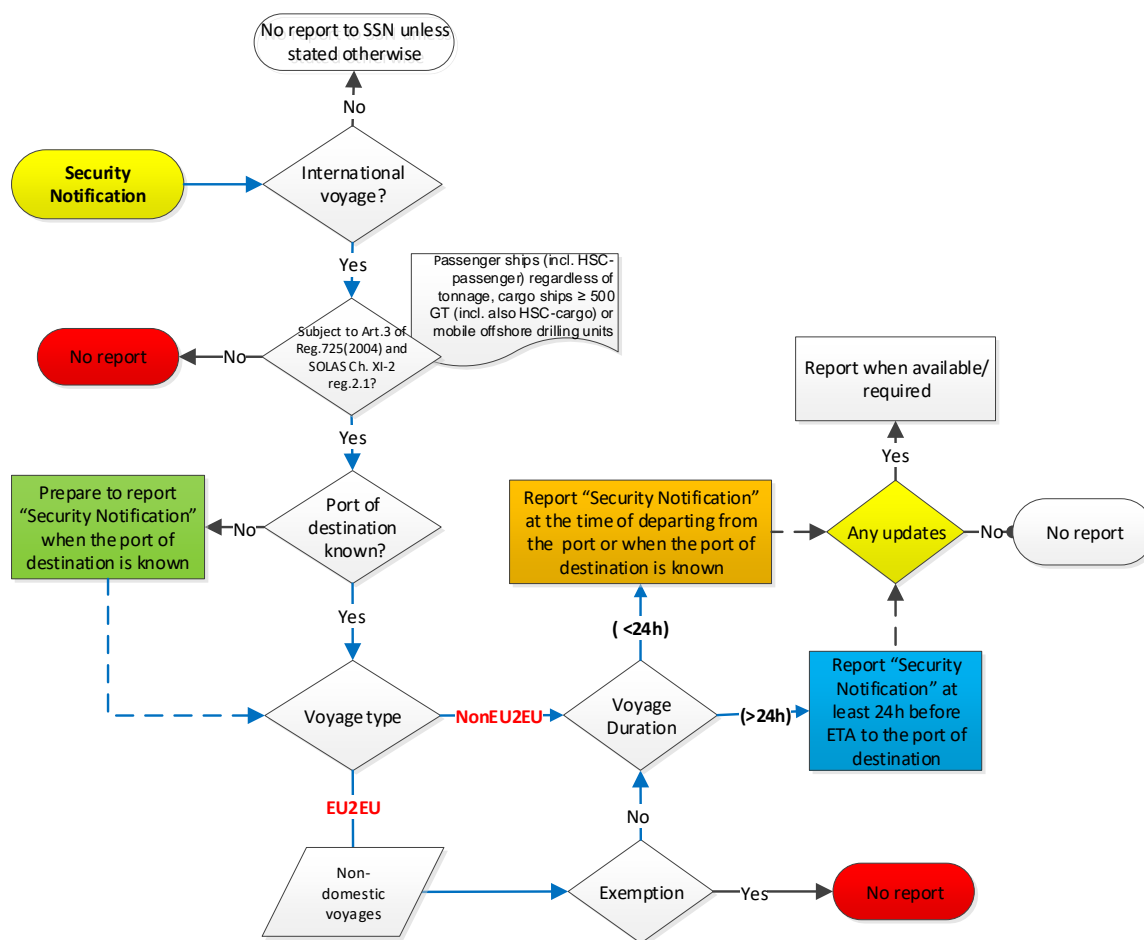 No report to SSN unless
stated otherwise
No
Security
Notification
International
voyage?
Yes
Passenger ships (incl. HSC-
passenger) regardless of
tonnage, cargo ships ≥ 500
GT (incl. also HSC-cargo) or
mobile offshore drilling units
No report
No
Subject to Art.3 of
Reg.725(2004) and
SOLAS Ch. XI-2
reg.2.1?
Report when available/
required
Yes
Yes
Prepare to report
“Security Notification”
when the port of
destination is known
No
Port of
destination
known?
Report “Security Notification”
at the time of departing from
the port or when the port of
destination is known
Any updates
No
No report
Yes
( <24h)
Voyage type
NonEU2EU
Voyage
Duration
(>24h)
Report “Security
Notification” at
least 24h before
ETA to the port of
destination
EU2EU
No
Non-
domestic
voyages
Exemption
Yes
No report